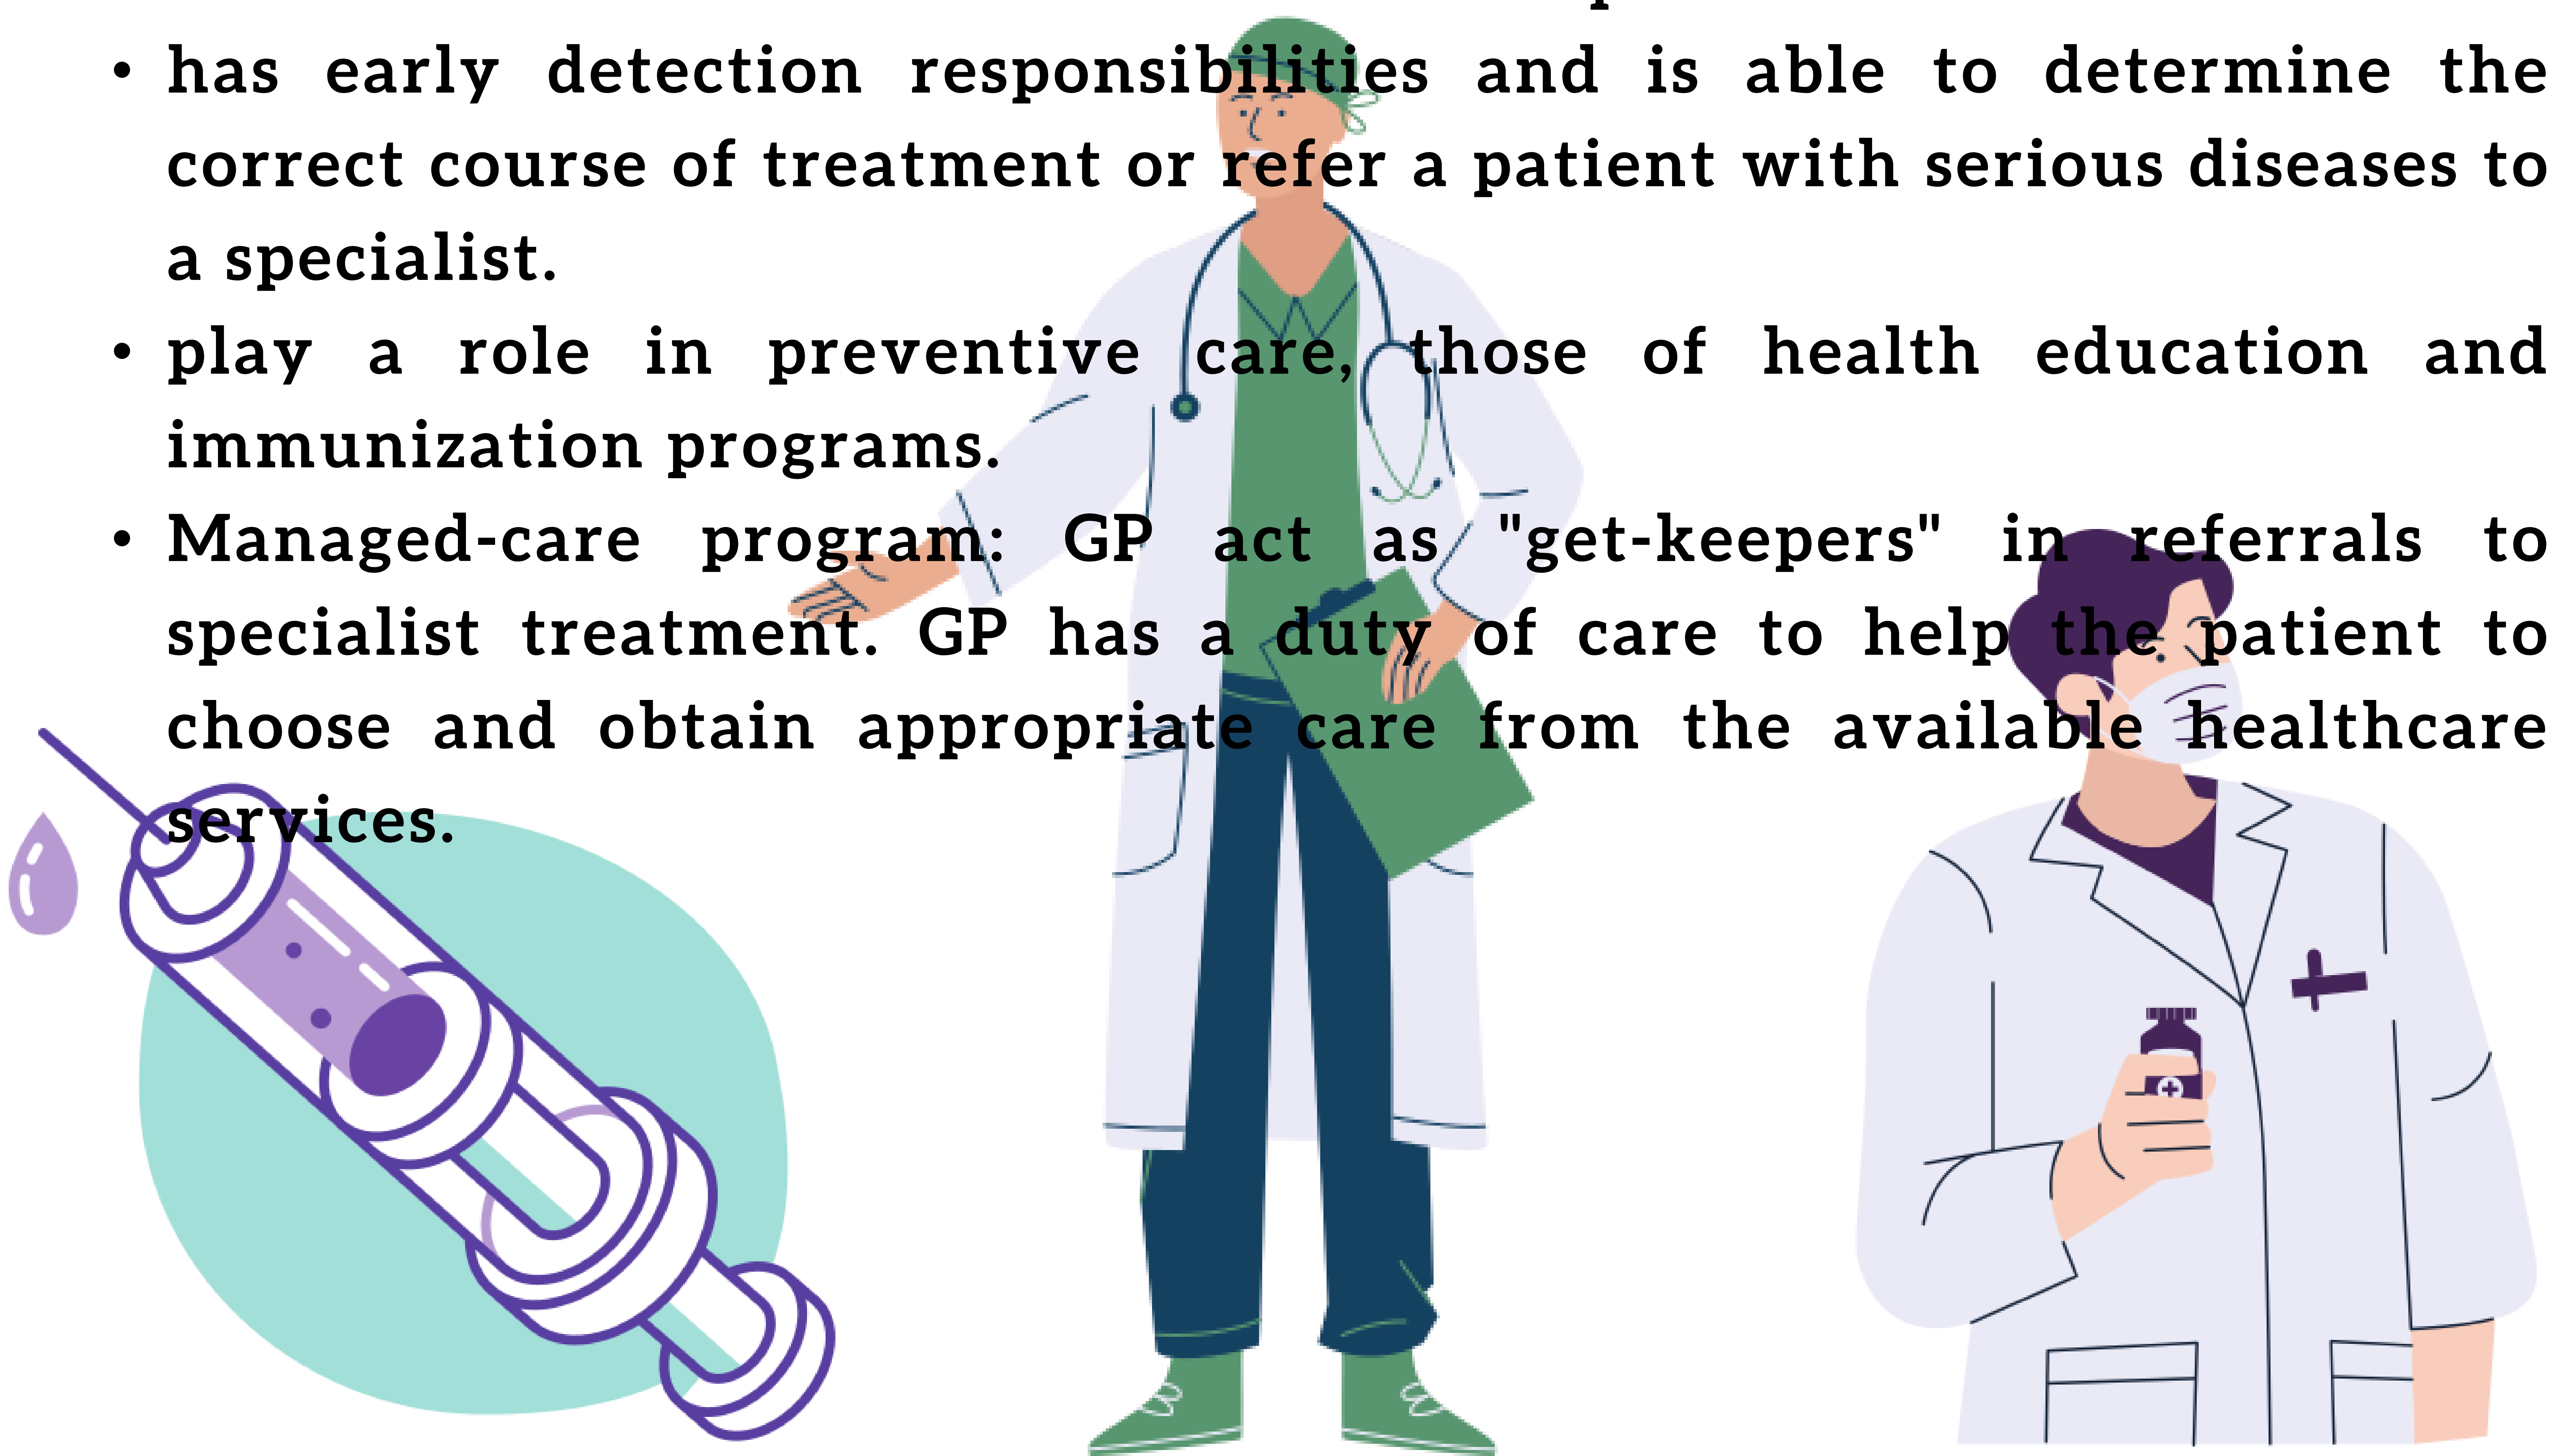 • has early detection responsibilities and is able to determine the
correct course of treatment or refer a patient with serious diseases to
a specialist.
• play a role in preventive care, those of health education and
immunization programs.
• Managed-care program: GP act as "get-keepers" in referrals to
specialist treatment. GP has a duty of care to help the patient to
choose and obtain appropriate care from the available healthcare
services.